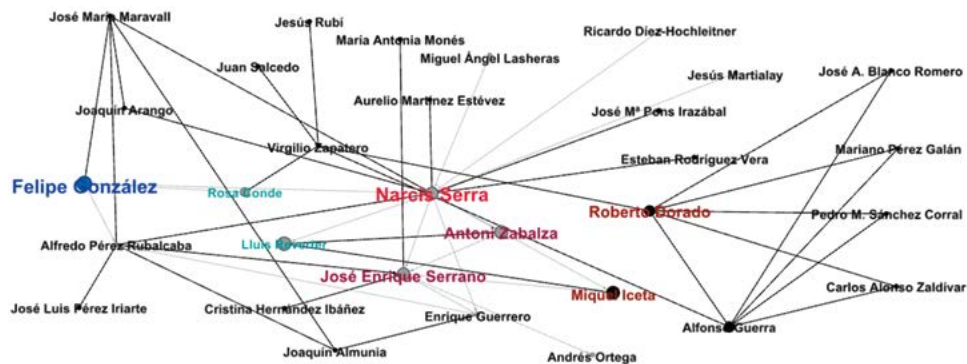 José María Maravall
Jesús Rubí
María Antonia Monés
Ricardo Diez-Hochleitner
Miguel Ángel Lasheras
Juan Salcedo
Jesús Martialay
José A. Blanco Romero
Joaquín Arango
Aurelio Martínez Estévez
José Mª Pons Irazábal
Virgilio Zapatero
Mariano Pérez Galán
Esteban Rodríguez Vera
Felipe González
Rosa Conde
Narcís Serra
Roberto Dorado
Pedro M. Sánchez Corral
Antoni Zabalza
Alfredo Pérez Rubalcaba
Lluis Reverter
José Enrique Serrano
Carlos Alonso Zaldívar
Miquel Iceta
José Luis Pérez Iriarte
Cristina Hernández Ibáñez
Enrique Guerrero
Alfonso Guerra
Joaquín Almunia
Andrés Ortega